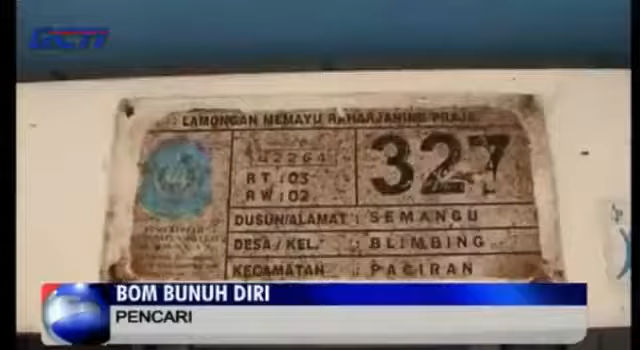 RCTI
LAMONGAN MEMAYU RAHARJANING PRAJA
RT : 03
RW : 02
327
DUSUN/ALAMAT : SEMANGU
DESA / KEL. : BLIMBING
KECAMATAN : PACIRAN
BOM BUNUH DIRI
PENCARI